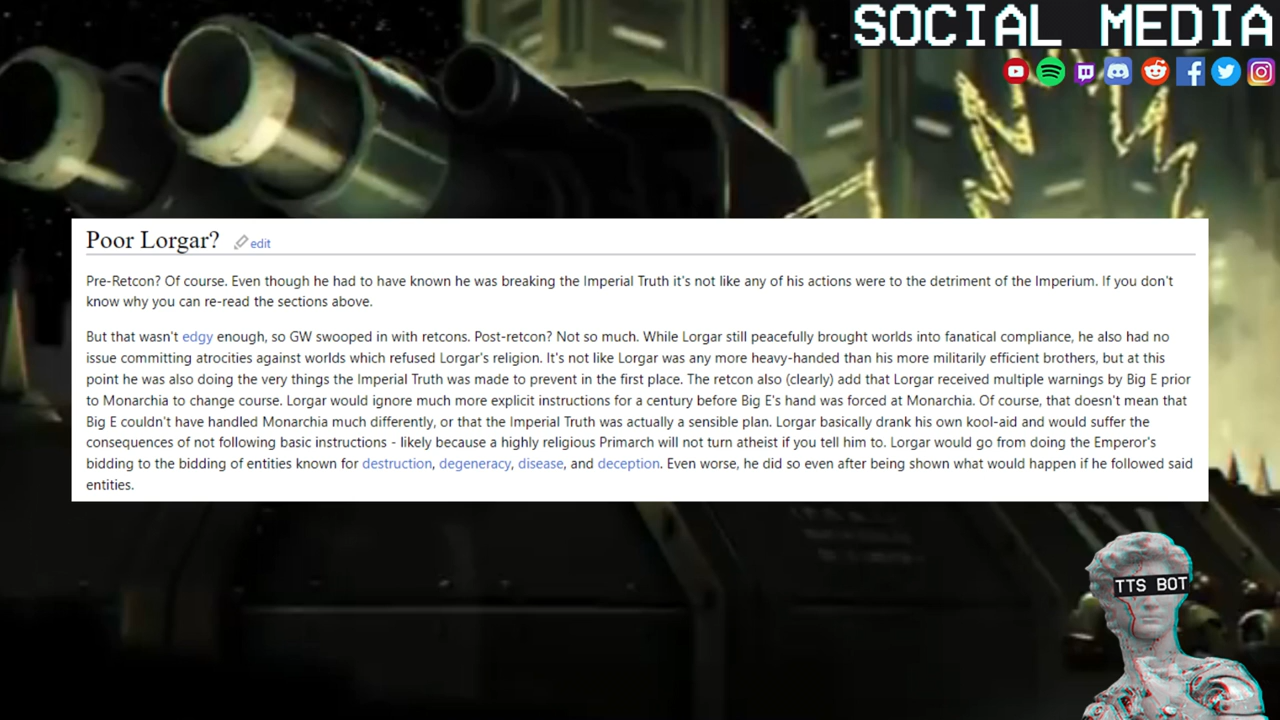 SOCIAL MEDIA
Poor Lorgar? edit
Pre-Retcon? Of course. Even though he had to have known he was breaking the Imperial Truth it's not like any of his actions were to the detriment of the Imperium. If you don't
know why you can re-read the sections above.
But that wasn't edgy enough, so GW swooped in with retcons. Post-retcon? Not so much. While Lorgar still peacefully brought worlds into fanatical compliance, he also had no
issue committing atrocities against worlds which refused Lorgar's religion. It's not like Lorgar was any more heavy-handed than his more militarily efficient brothers, but at this
point he was also doing the very things the Imperial Truth was made to prevent in the first place. The retcon also (clearly) add that Lorgar received multiple warnings by Big E prior
to Monarchia to change course. Lorgar would ignore much more explicit instructions for a century before Big E's hand was forced at Monarchia. Of course, that doesn't mean that
Big E couldn't have handled Monarchia much differently, or that the Imperial Truth was actually a sensible plan. Lorgar basically drank his own kool-aid and would suffer the
consequences of not following basic instructions - likely because a highly religious Primarch will not turn atheist if you tell him to. Lorgar would go from doing the Emperor's
bidding to the bidding of entities known for destruction, degeneracy, disease, and deception. Even worse, he did so even after being shown what would happen if he followed said
entities.
TTS BOT